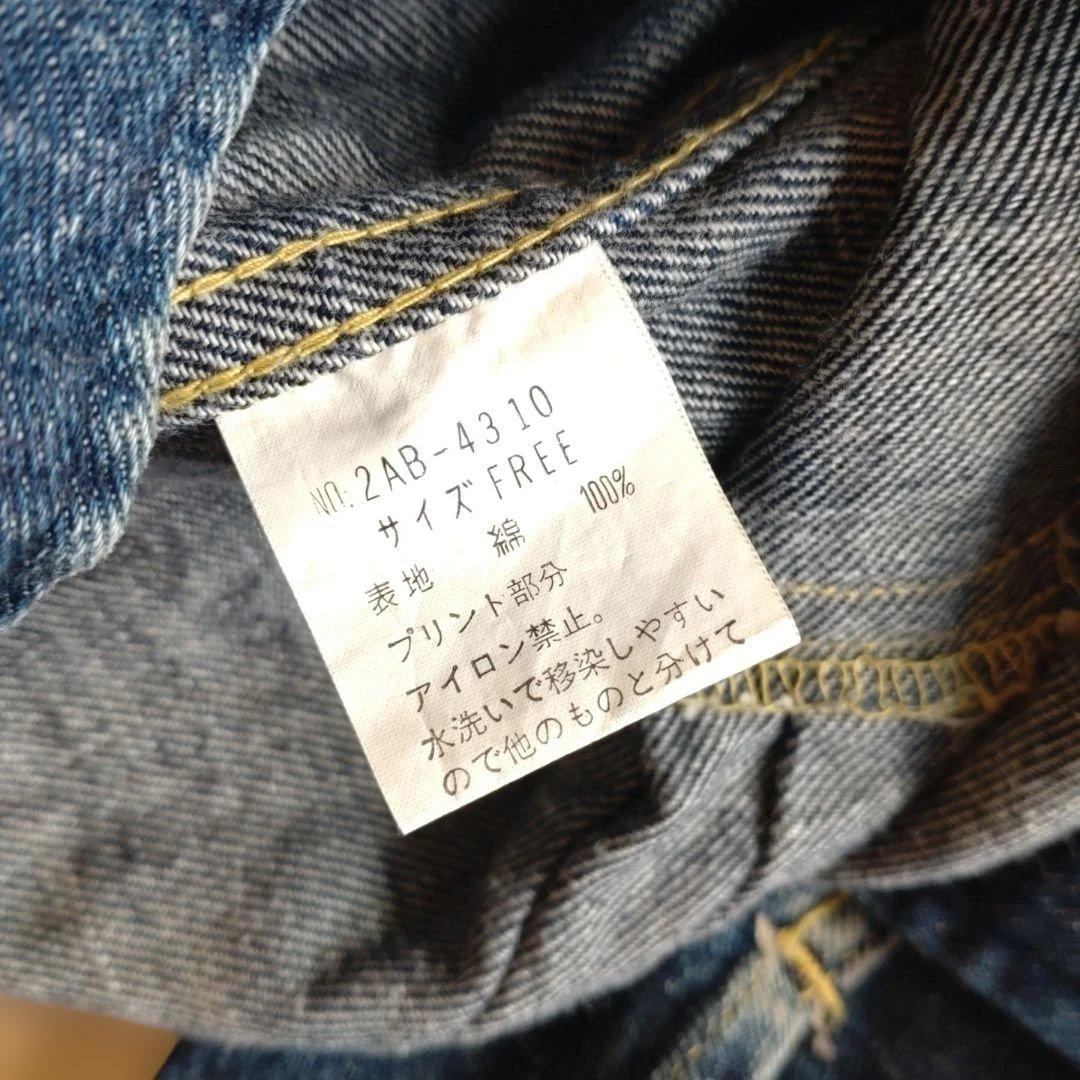 NO: 2AB-4310
サイズ FREE
表地 綿 100%
プリント部分
アイロン禁止。
水洗いで移染しやすい
ので他のものと分けて